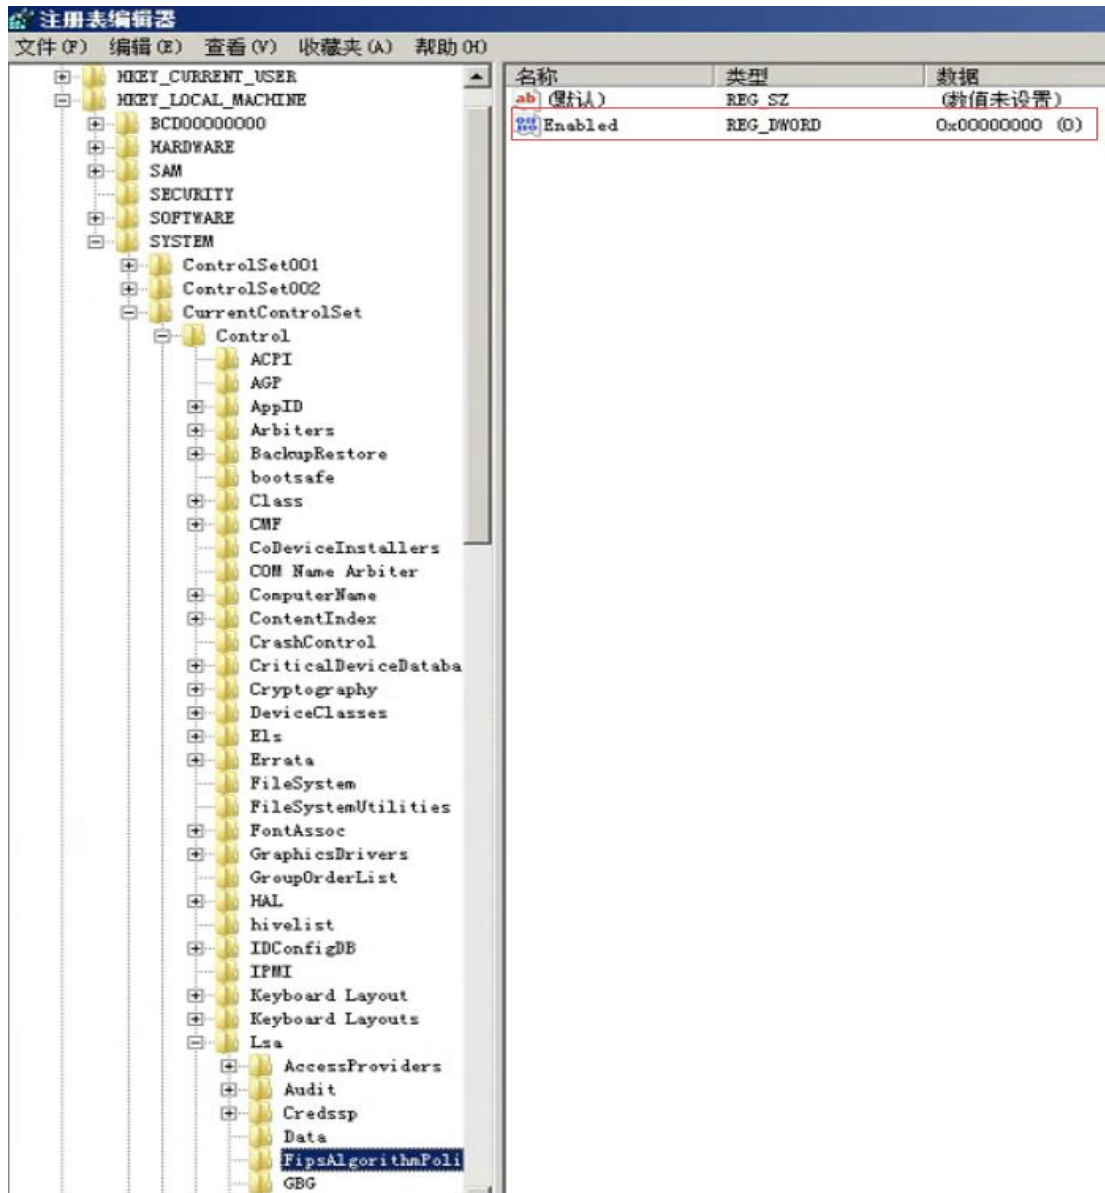 注册表编辑器
文件(F) 编辑(E) 查看(V) 收藏夹(A) 帮助(H)
HKEY_CURRENT_USER
HKEY_LOCAL_MACHINE
BCD00000000
HARDWARE
SAM
SECURITY
SOFTWARE
SYSTEM
ControlSet001
ControlSet002
CurrentControlSet
Control
ACPI
AGP
AppID
Arbiters
BackupRestore
bootsafe
Class
CMF
CoDeviceInstallers
COM Name Arbiter
ComputerName
ContentIndex
CrashControl
CriticalDeviceDataba
Cryptography
DeviceClasses
Els
Errata
FileSystem
FileSystemUtilities
FontAssoc
GraphicsDrivers
GroupOrderList
HAL
hivelist
IDConfigDB
IPMI
Keyboard Layout
Keyboard Layouts
Lsa
AccessProviders
Audit
Credssp
Data
FipsAlgorithmPoli
GBG
名称 类型 数据
(默认) REG_SZ (数值未设置)
Enabled REG_DWORD 0x00000000 (0)